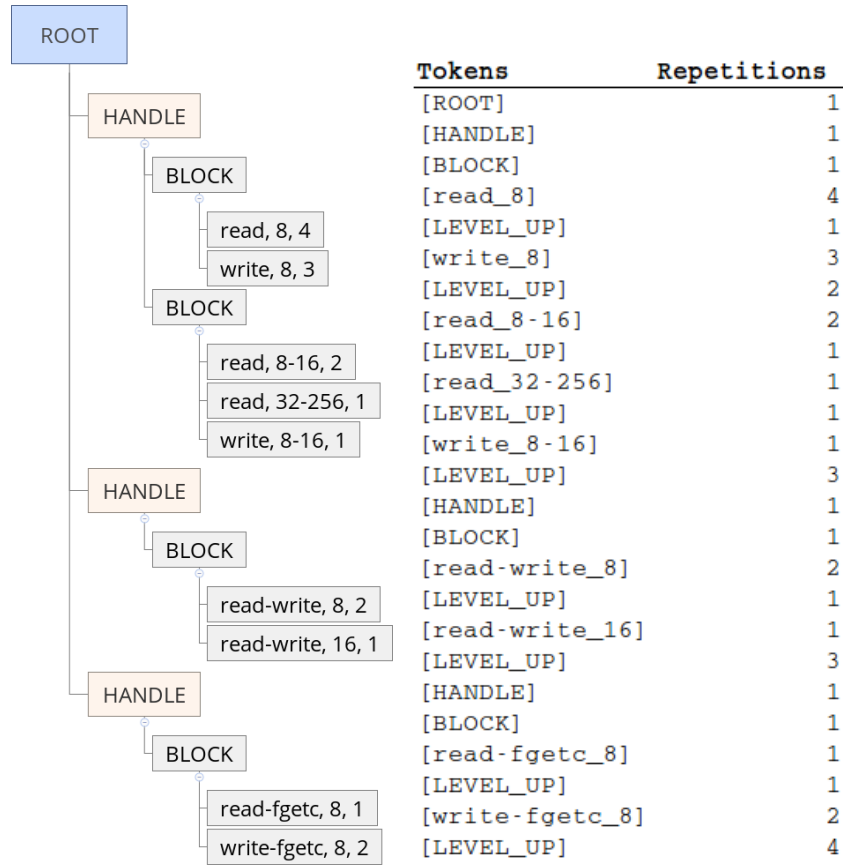 ROOT
HANDLE
BLOCK
read, 8, 4
write, 8, 3
BLOCK
read, 8-16, 2
read, 32-256, 1
write, 8-16, 1
HANDLE
BLOCK
read-write, 8, 2
read-write, 16, 1
HANDLE
BLOCK
read-fgetc, 8, 1
write-fgetc, 8, 2
Tokens Repetitions
[ROOT] 1
[HANDLE] 1
[BLOCK] 1
[read_8] 4
[LEVEL_UP] 1
[write_8] 3
[LEVEL_UP] 2
[read_8-16] 2
[LEVEL_UP] 1
[read_32-256] 1
[LEVEL_UP] 1
[write_8-16] 1
[LEVEL_UP] 3
[HANDLE] 1
[BLOCK] 1
[read-write_8] 2
[LEVEL_UP] 1
[read-write_16] 1
[LEVEL_UP] 3
[HANDLE] 1
[BLOCK] 1
[read-fgetc_8] 1
[LEVEL_UP] 1
[write-fgetc_8] 2
[LEVEL_UP] 4